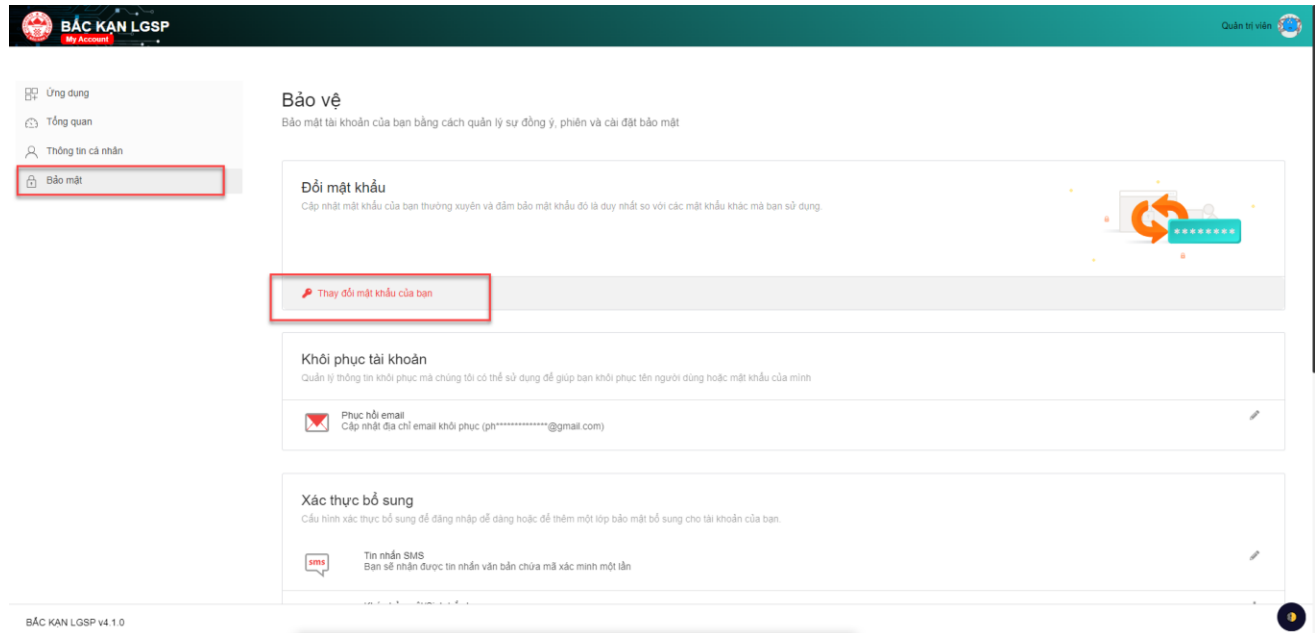 BẮC KẠN LGSP
My Account
Quản trị viên
Ứng dụng
Tổng quan
Thông tin cá nhân
Bảo mật
Bảo vệ
Bảo mật tài khoản của bạn bằng cách quản lý sự đồng ý, phiên và cài đặt bảo mật
Đổi mật khẩu
Cập nhật mật khẩu của bạn thường xuyên và đảm bảo mật khẩu đó là duy nhất so với các mật khẩu khác mà bạn sử dụng.
********
Thay đổi mật khẩu của bạn
Khôi phục tài khoản
Quản lý thông tin khôi phục mà chúng tôi có thể sử dụng để giúp bạn khôi phục tên người dùng hoặc mật khẩu của mình
Phục hồi email
Cập nhật địa chỉ email khôi phục (ph**************@gmail.com)
Xác thực bổ sung
Cấu hình xác thực bổ sung để đăng nhập dễ dàng hoặc để thêm một lớp bảo mật bổ sung cho tài khoản của bạn.
sms
Tin nhắn SMS
Bạn sẽ nhận được tin nhắn văn bản chứa mã xác minh một lần
BẮC KẠN LGSP v4.1.0